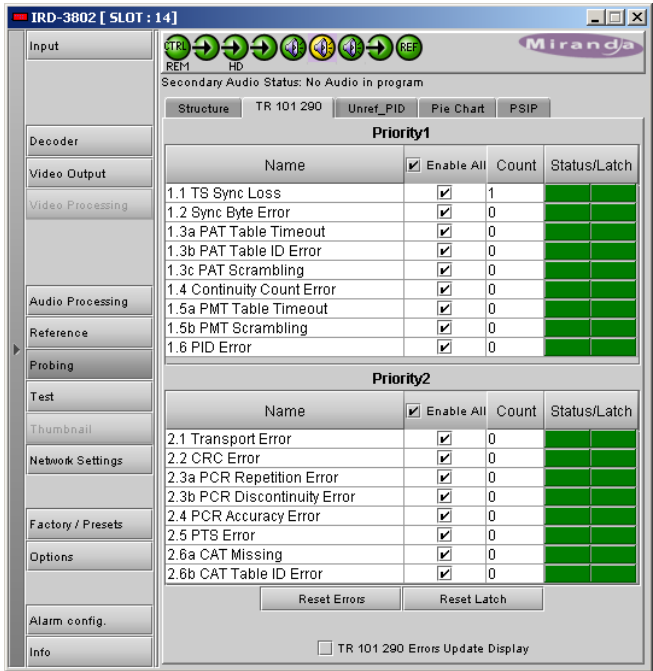 IRD-3802 [ SLOT : 14]
Input
Decoder
Video Output
Video Processing
Audio Processing
Reference
Probing
Test
Thumbnail
Network Settings
Factory / Presets
Options
Alarm config.
Info
CTRL REF
REM HD
Miranda
Secondary Audio Status: No Audio in program
Structure TR 101 290 Unref_PID Pie Chart PSIP
Priority1
Name Enable All Count Status/Latch
1.1 TS Sync Loss 1
1.2 Sync Byte Error 0
1.3a PAT Table Timeout 0
1.3b PAT Table ID Error 0
1.3c PAT Scrambling 0
1.4 Continuity Count Error 0
1.5a PMT Table Timeout 0
1.5b PMT Scrambling 0
1.6 PID Error 0
Priority2
Name Enable All Count Status/Latch
2.1 Transport Error 0
2.2 CRC Error 0
2.3a PCR Repetition Error 0
2.3b PCR Discontinuity Error 0
2.4 PCR Accuracy Error 0
2.5 PTS Error 0
2.6a CAT Missing 0
2.6b CAT Table ID Error 0
Reset Errors Reset Latch
TR 101 290 Errors Update Display